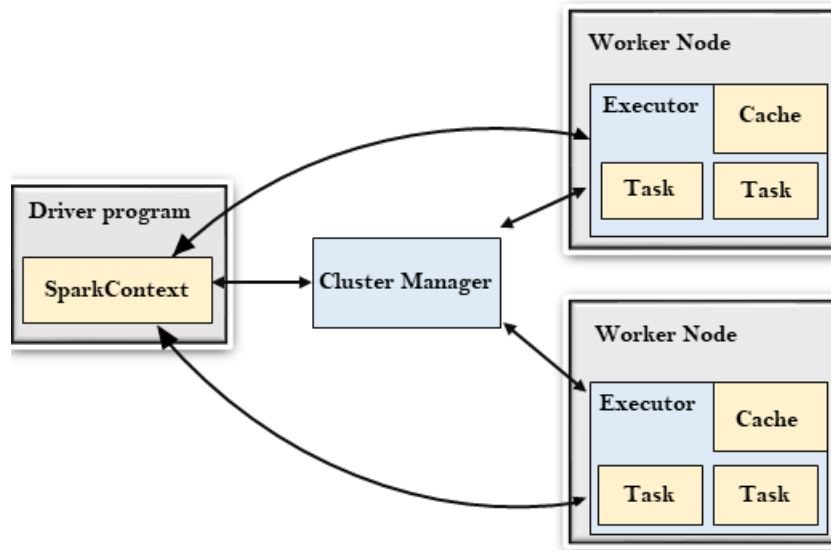 Driver program
SparkContext
Cluster Manager
Worker Node
Executor
Cache
Task
Task
Worker Node
Executor
Cache
Task
Task